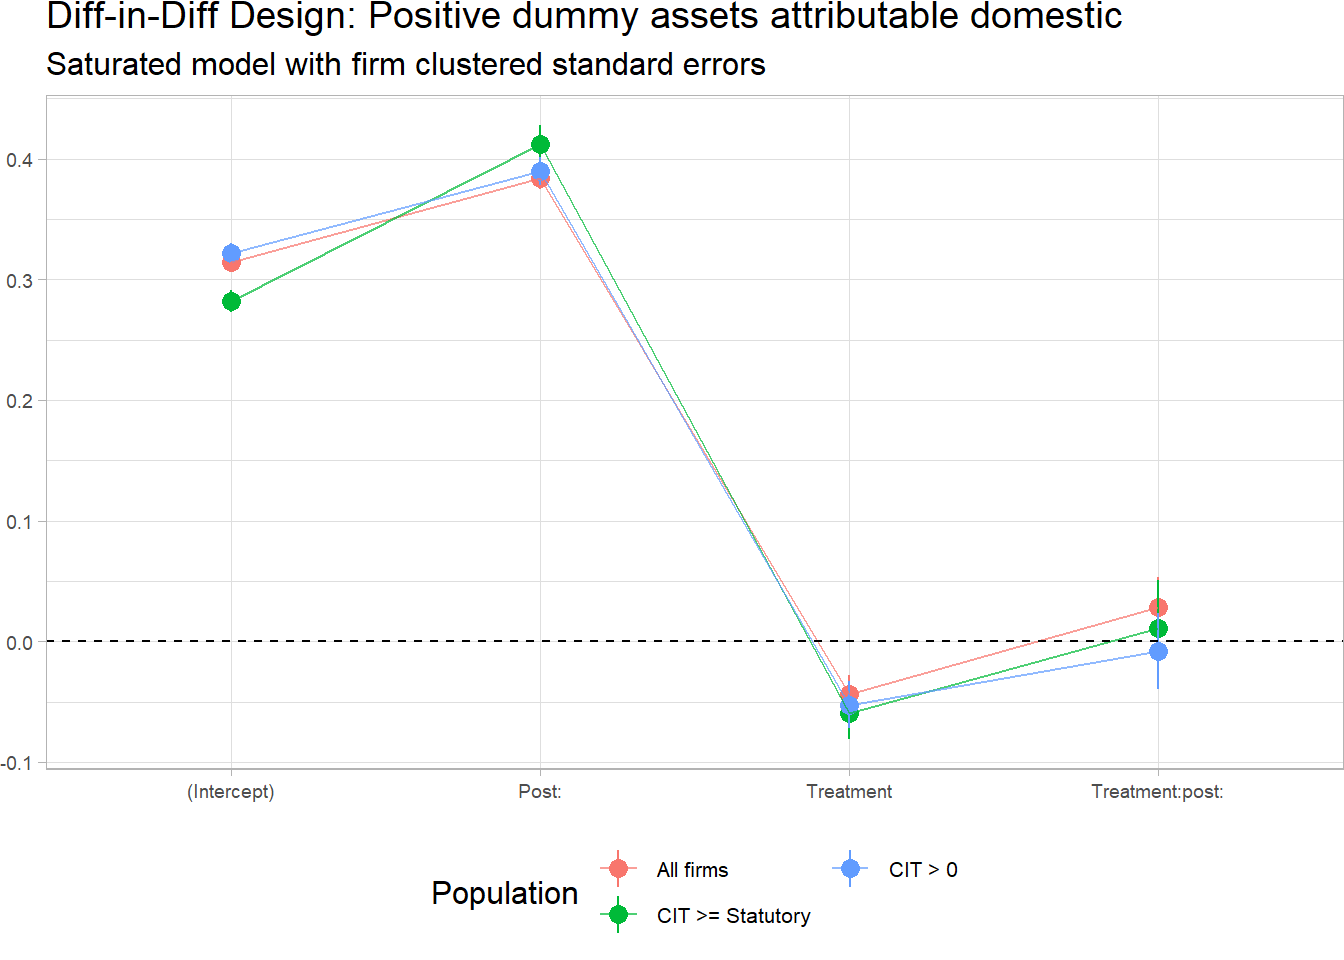 Diff-in-Diff Design: Positive dummy assets attributable domestic
Saturated model with firm clustered standard errors
0.4
0.3
0.2
0.1
0.0
-0.1
(Intercept)
Post:
Treatment
Treatment:post:
Population
All firms
CIT > 0
CIT >= Statutory